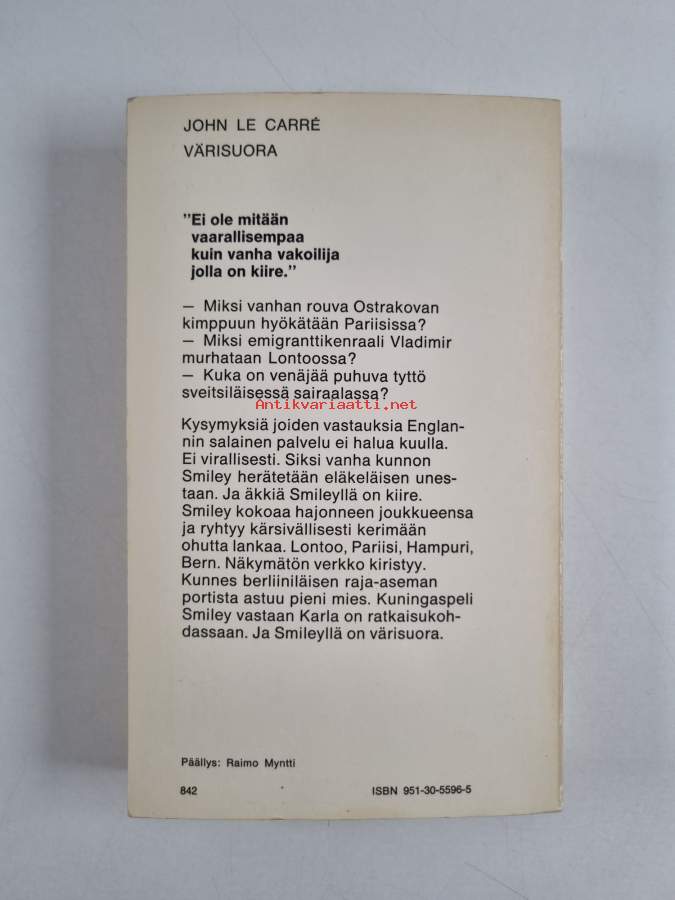 JOHN LE CARRÉ
VÄRISUORA
"Ei ole mitään
vaarallisempaa
kuin vanha vakoilija
jolla on kiire."
— Miksi vanhan rouva Ostrakovan
kimppuun hyökätään Pariisissa?
— Miksi emigranttikenraali Vladimir
murhataan Lontoossa?
— Kuka on venäjää puhuva tyttö
sveitsiläisessä sairaalassa?
Antikvariaatti.net
Kysymyksiä joiden vastauksia Englan-
nin salainen palvelu ei halua kuulla.
Ei virallisesti. Siksi vanha kunnon
Smiley herätetään eläkeläisen unes-
taan. Ja äkkiä Smileyllä on kiire.
Smiley kokoaa hajonneen joukkueensa
ja ryhtyy kärsivällisesti kerimään
ohutta lankaa. Lontoo, Pariisi, Hampuri,
Bern. Näkymätön verkko kiristyy.
Kunnes berliiniläisen raja-aseman
portista astuu pieni mies. Kuningaspeli
Smiley vastaan Karla on ratkaisukoh-
dassaan. Ja Smileyllä on värisuora.
Päällys: Raimo Myntti
842
ISBN 951-30-5596-5